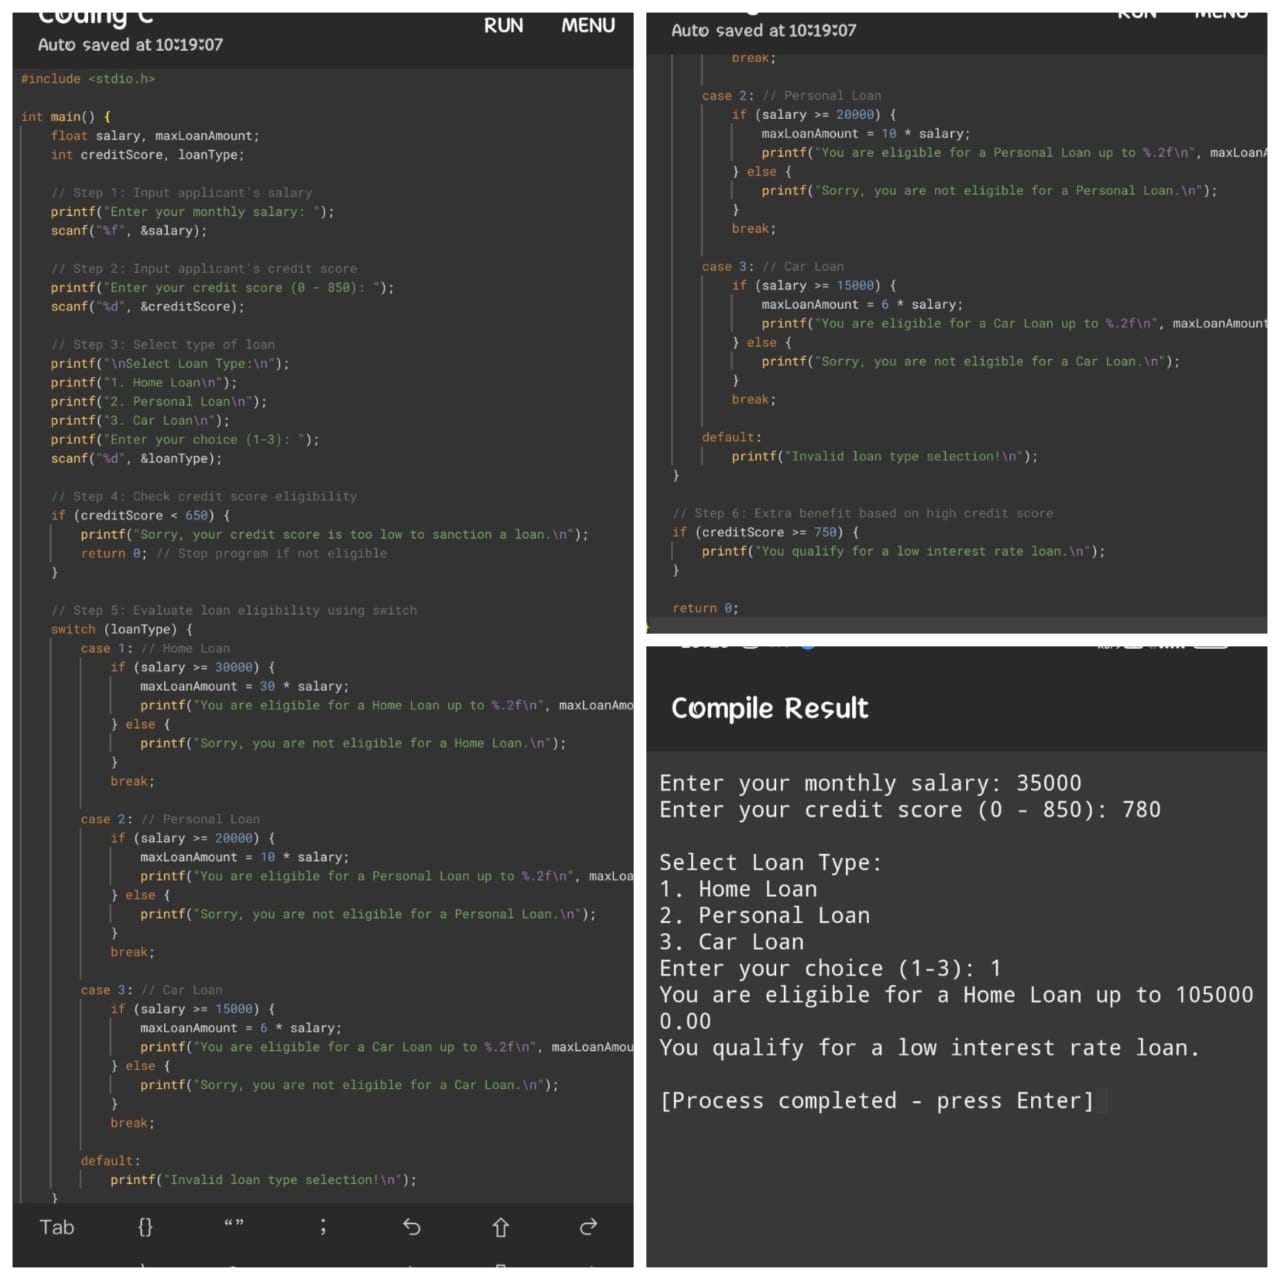 Coding C
RUN MENU
Auto saved at 10:19:07
#include <stdio.h>
int main() {
float salary, maxLoanAmount;
int creditScore, loanType;
// Step 1: Input applicant's salary
printf("Enter your monthly salary: ");
scanf("%f", &salary);
// Step 2: Input applicant's credit score
printf("Enter your credit score (0 - 850): ");
scanf("%d", &creditScore);
// Step 3: Select type of loan
printf("\nSelect Loan Type:\n");
printf("1. Home Loan\n");
printf("2. Personal Loan\n");
printf("3. Car Loan\n");
printf("Enter your choice (1-3): ");
scanf("%d", &loanType);
// Step 4: Check credit score eligibility
if (creditScore < 650) {
printf("Sorry, your credit score is too low to sanction a loan.\n");
return 0; // Stop program if not eligible
}
// Step 5: Evaluate loan eligibility using switch
switch (loanType) {
case 1: // Home Loan
if (salary >= 30000) {
maxLoanAmount = 30 * salary;
printf("You are eligible for a Home Loan up to %.2f\n", maxLoanAmo
} else {
printf("Sorry, you are not eligible for a Home Loan.\n");
}
break;
case 2: // Personal Loan
if (salary >= 20000) {
maxLoanAmount = 10 * salary;
printf("You are eligible for a Personal Loan up to %.2f\n", maxLoa
} else {
printf("Sorry, you are not eligible for a Personal Loan.\n");
}
break;
case 3: // Car Loan
if (salary >= 15000) {
maxLoanAmount = 6 * salary;
printf("You are eligible for a Car Loan up to %.2f\n", maxLoanAmou
} else {
printf("Sorry, you are not eligible for a Car Loan.\n");
}
break;
default:
printf("Invalid loan type selection!\n");
}
Tab {} “” ;
RUN MENU
Auto saved at 10:19:07
break;
case 2: // Personal Loan
if (salary >= 20000) {
maxLoanAmount = 10 * salary;
printf("You are eligible for a Personal Loan up to %.2f\n", maxLoanA
} else {
printf("Sorry, you are not eligible for a Personal Loan.\n");
}
break;
case 3: // Car Loan
if (salary >= 15000) {
maxLoanAmount = 6 * salary;
printf("You are eligible for a Car Loan up to %.2f\n", maxLoanAmount
} else {
printf("Sorry, you are not eligible for a Car Loan.\n");
}
break;
default:
printf("Invalid loan type selection!\n");
}
// Step 6: Extra benefit based on high credit score
if (creditScore >= 750) {
printf("You qualify for a low interest rate loan.\n");
}
return 0;
}
Compile Result
Enter your monthly salary: 35000
Enter your credit score (0 - 850): 780
Select Loan Type:
1. Home Loan
2. Personal Loan
3. Car Loan
Enter your choice (1-3): 1
You are eligible for a Home Loan up to 105000
0.00
You qualify for a low interest rate loan.
[Process completed - press Enter]